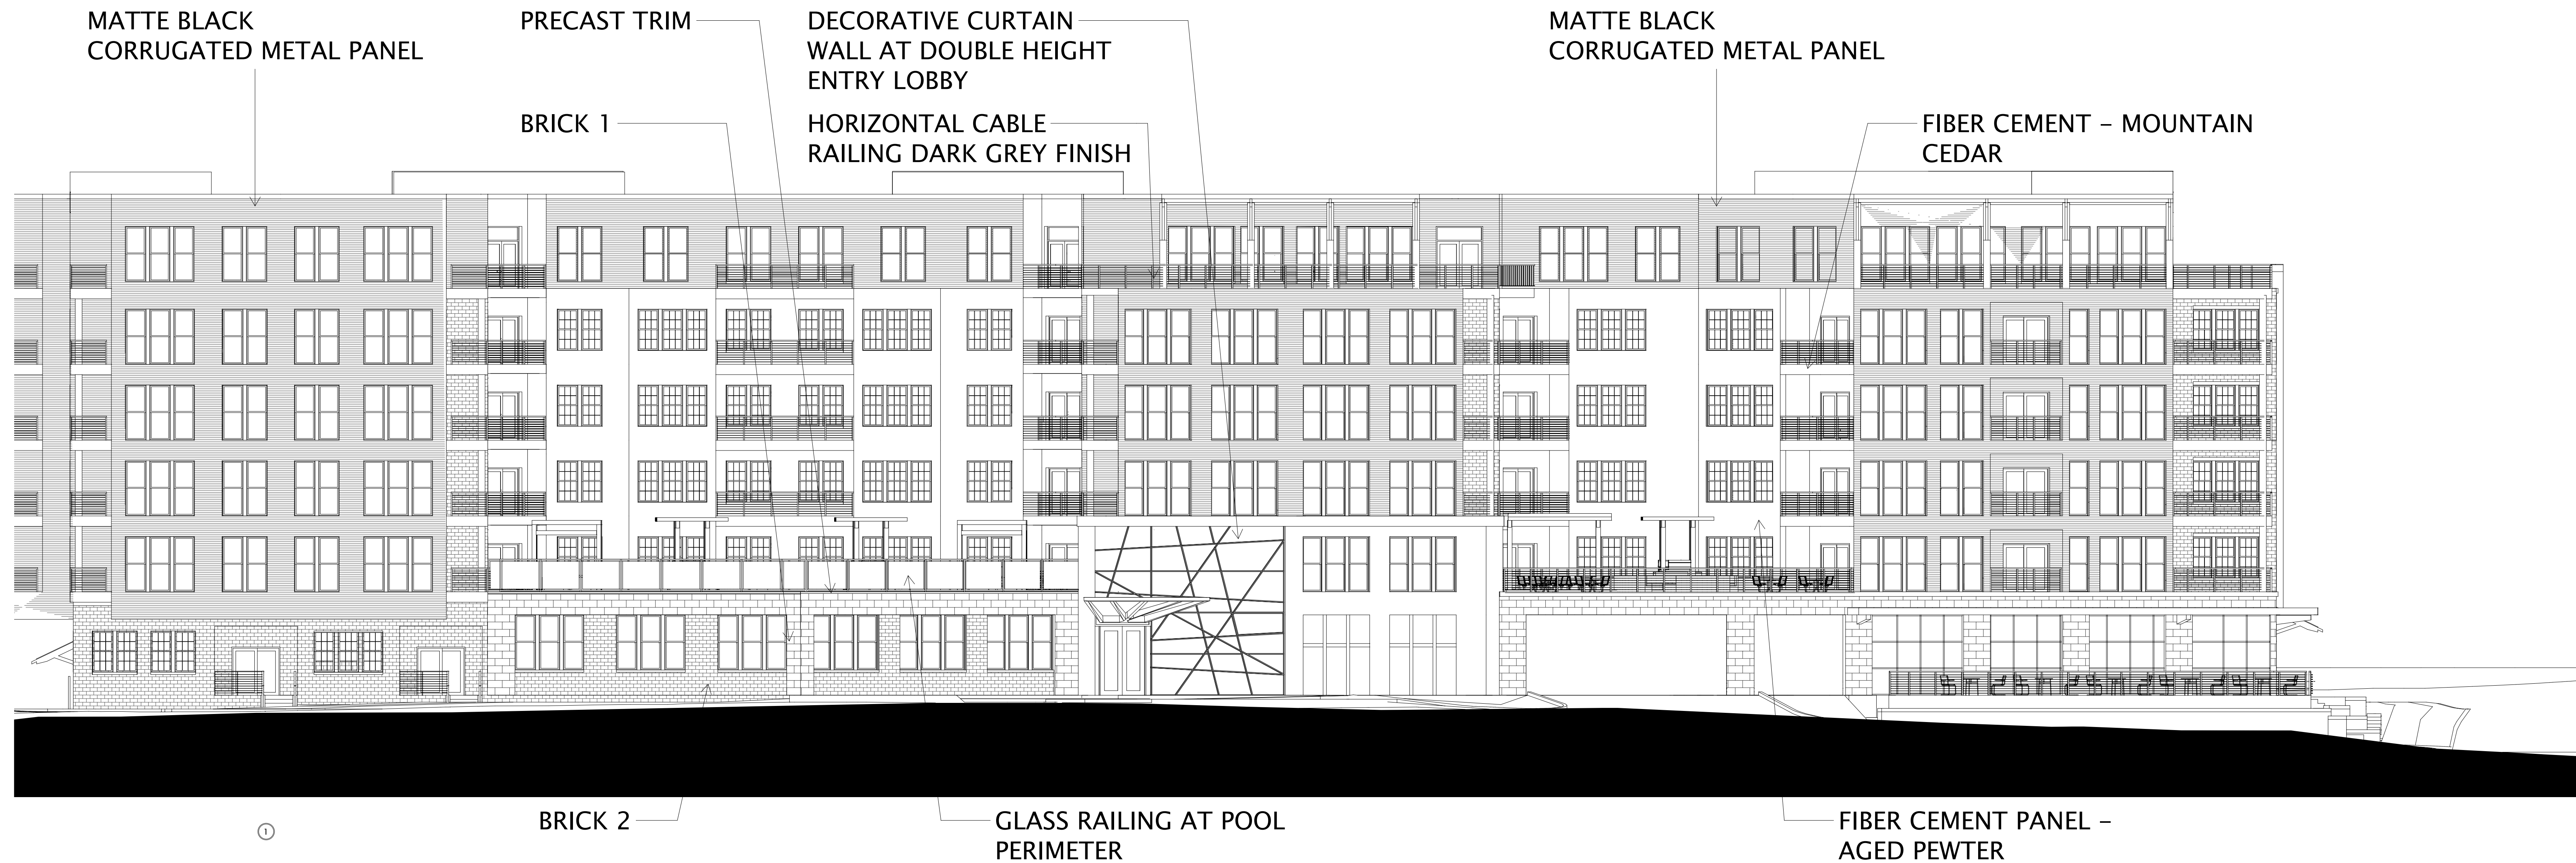 MATTE BLACK
CORRUGATED METAL PANEL
PRECAST TRIM
BRICK 1
DECORATIVE CURTAIN
WALL AT DOUBLE HEIGHT
ENTRY LOBBY
HORIZONTAL CABLE
RAILING DARK GREY FINISH
MATTE BLACK
CORRUGATED METAL PANEL
FIBER CEMENT – MOUNTAIN
CEDAR
1
BRICK 2
GLASS RAILING AT POOL
PERIMETER
FIBER CEMENT PANEL –
AGED PEWTER